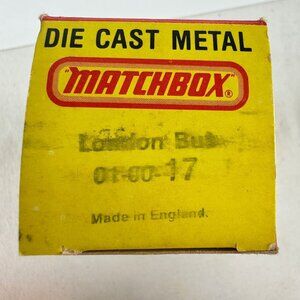 DIE CAST METAL
"MATCHBOX"®
London Bus
01-00-17
Made in England.